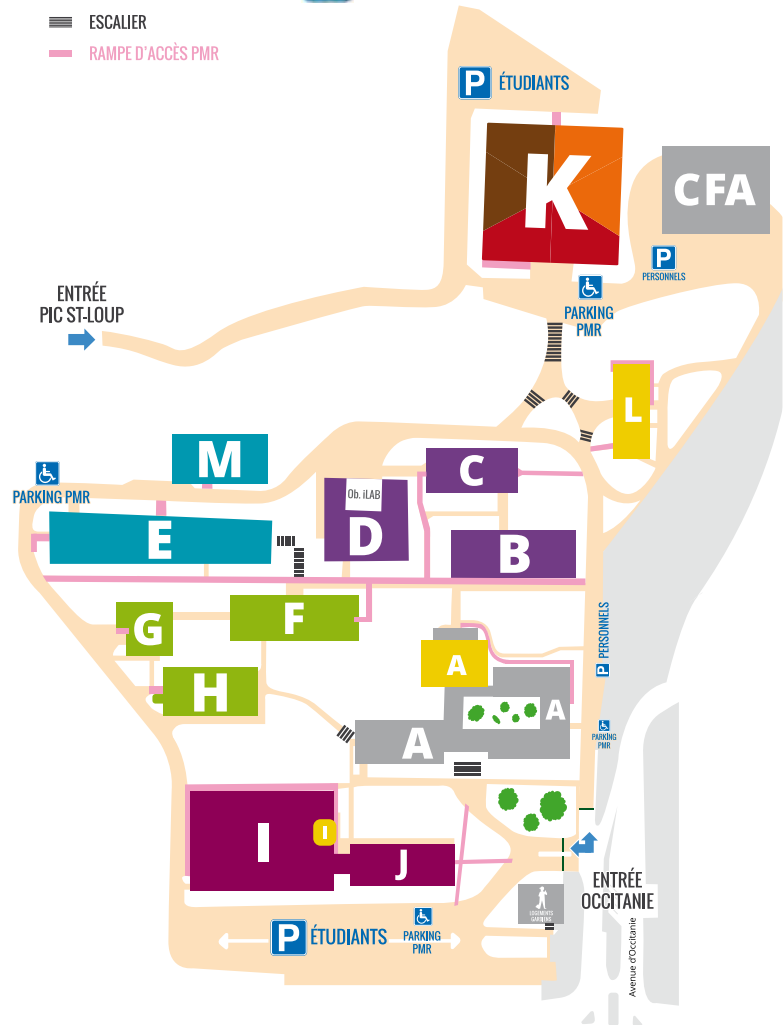 ESCALIER
RAMPE D'ACCÈS PMR
P ÉTUDIANTS
K
CFA
P
PERSONNELS
ENTRÉE
PIC ST-LOUP
PARKING
PMR
L
M
C
PARKING PMR
Ob. iLAB
D
E
B
G
F
P PERSONNELS
A
H
A
A
PARKING
PMR
I
I
J
ENTRÉE
OCCITANIE
LOGEMENTS
GARDIENS
P ÉTUDIANTS
PARKING
PMR
Avenue d'Occitanie